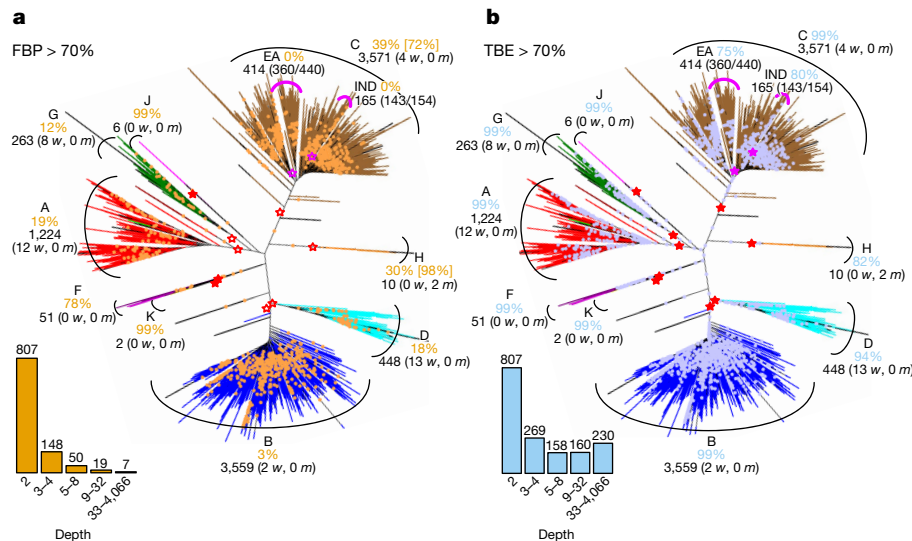 a
FBP > 70%
C 39% [72%]
3,571 (4 w, 0 m)
EA 0%
414 (360/440)
IND 0%
165 (143/154)
J
99%
6 (0 w, 0 m)
G
12%
263 (8 w, 0 m)
A
19%
1,224
(12 w, 0 m)
H
30% [98%]
10 (0 w, 2 m)
F
78%
51 (0 w, 0 m)
K
99%
2 (0 w, 0 m)
D
18%
448 (13 w, 0 m)
B
3%
3,559 (2 w, 0 m)
807
148
50
19
7
2
3–4
5–8
9–32
33–4,066
Depth
b
TBE > 70%
C 99%
3,571 (4 w, 0 m)
EA 75%
414 (360/440)
IND 80%
165 (143/154)
J
99%
6 (0 w, 0 m)
G
99%
263 (8 w, 0 m)
A
99%
1,224
(12 w, 0 m)
H
82%
10 (0 w, 2 m)
F
99%
51 (0 w, 0 m)
K
99%
2 (0 w, 0 m)
D
94%
448 (13 w, 0 m)
B
99%
3,559 (2 w, 0 m)
807
269
158
160
230
2
3–4
5–8
9–32
33–4,066
Depth